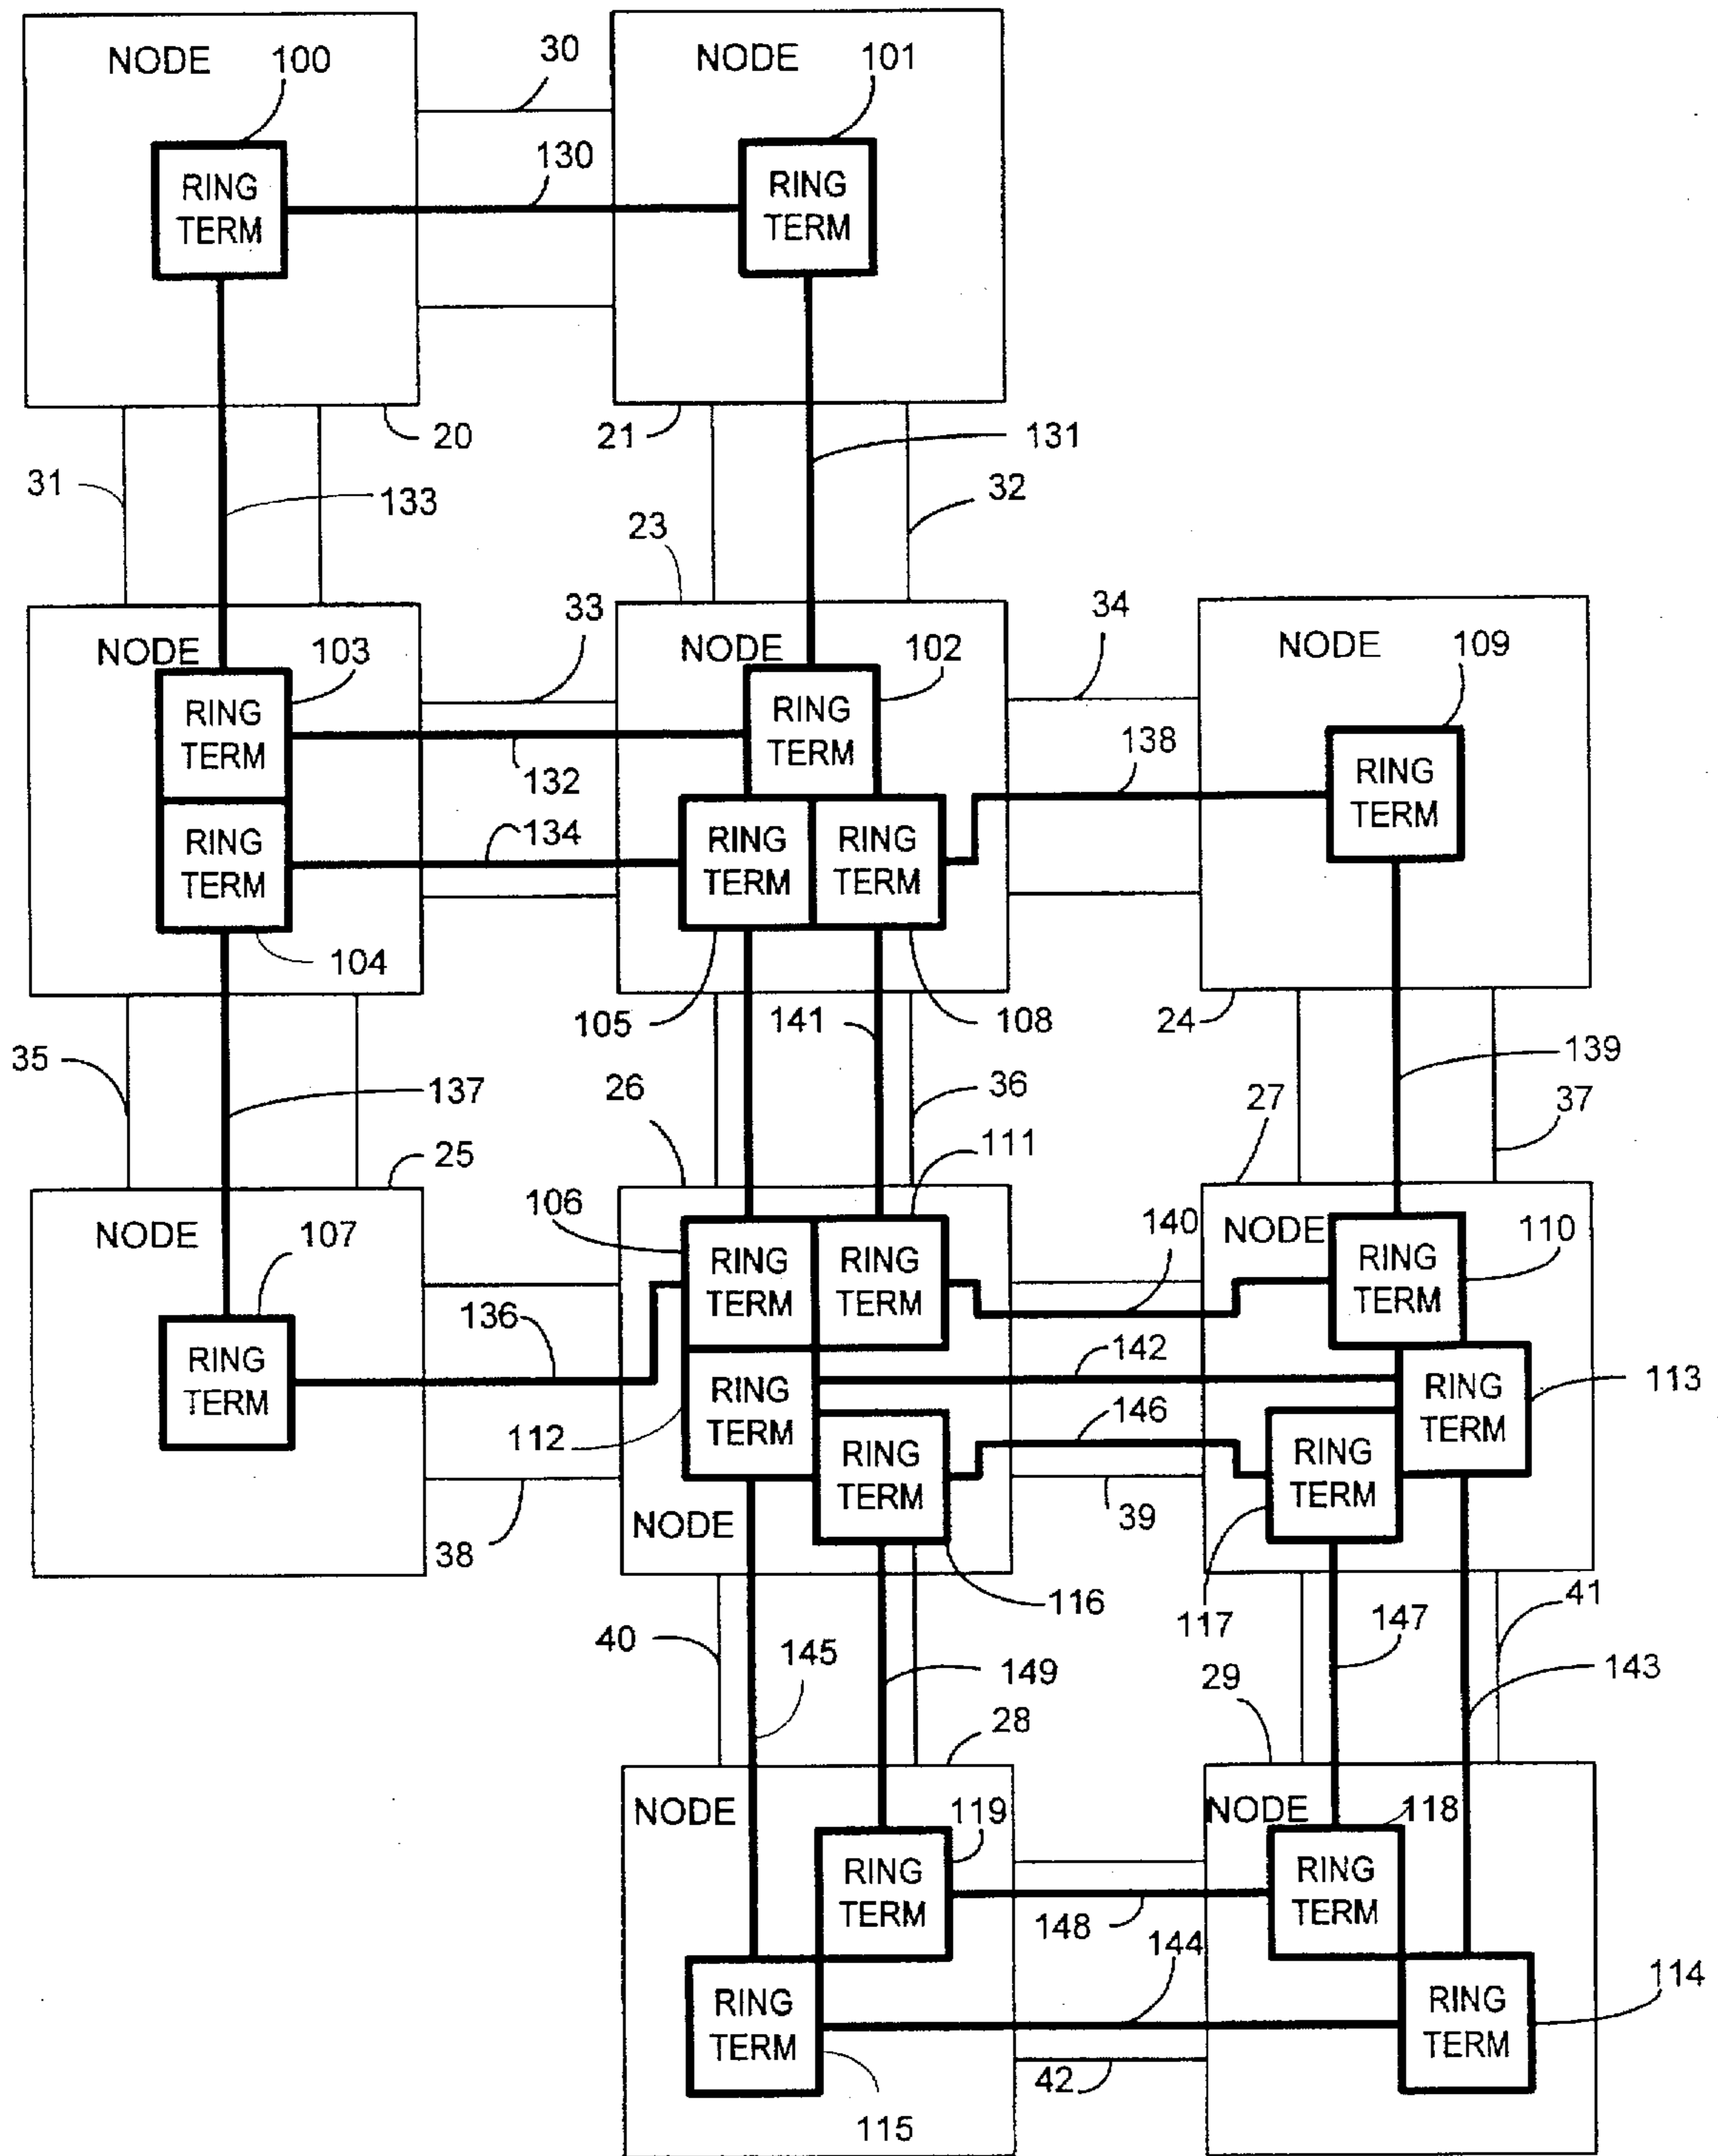 NODE
100
30
NODE
101
RING
TERM
130
RING
TERM
20
21
131
31
133
32
23
33
34
NODE
103
NODE
102
NODE
109
RING
TERM
RING
TERM
138
RING
TERM
132
RING
TERM
134
RING
TERM
RING
TERM
104
105
141
108
24
35
137
139
26
36
27
37
25
111
NODE
107
106
140
NODE
110
RING
TERM
RING
TERM
RING
TERM
136
RING
TERM
142
RING
TERM
RING
TERM
113
112
146
RING
TERM
RING
TERM
NODE
38
39
116
117
41
40
145
149
147
143
28
29
NODE
119
NODE
118
RING
TERM
RING
TERM
148
144
RING
TERM
RING
TERM
114
42
115